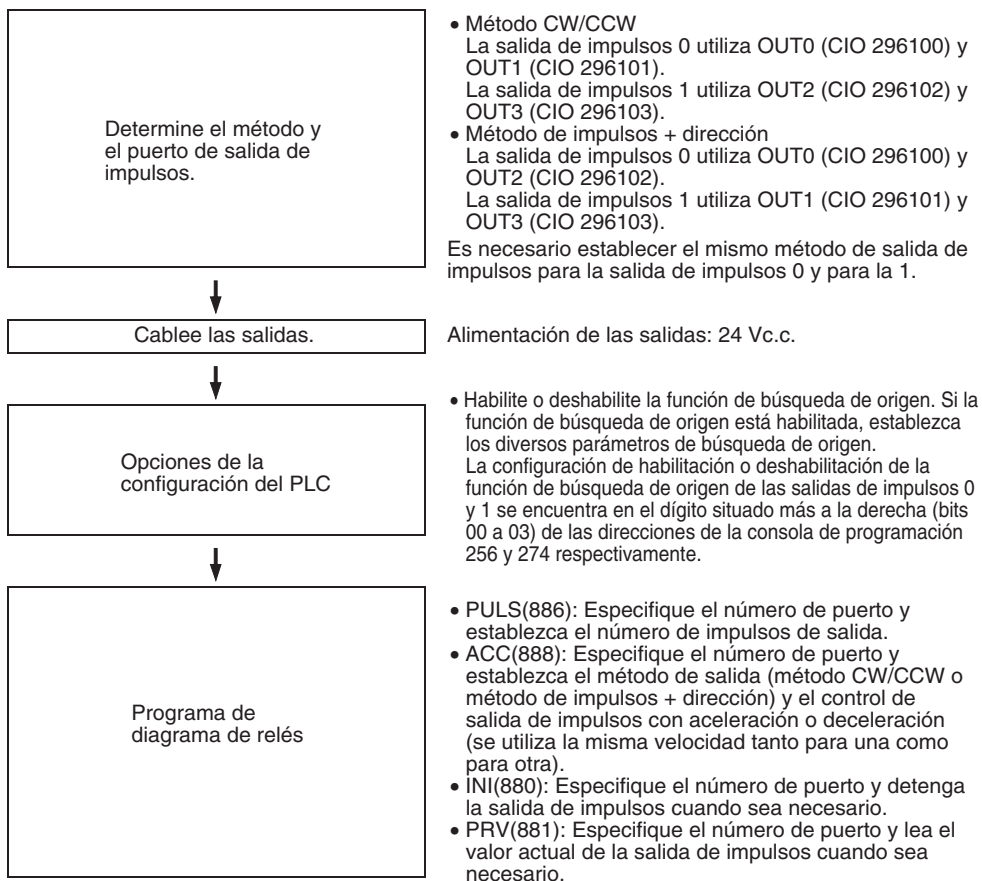 Determine el método y
el puerto de salida de
impulsos.
• Método CW/CCW
La salida de impulsos 0 utiliza OUT0 (CIO 296100) y
OUT1 (CIO 296101).
La salida de impulsos 1 utiliza OUT2 (CIO 296102) y
OUT3 (CIO 296103).
• Método de impulsos + dirección
La salida de impulsos 0 utiliza OUT0 (CIO 296100) y
OUT2 (CIO 296102).
La salida de impulsos 1 utiliza OUT1 (CIO 296101) y
OUT3 (CIO 296103).
Es necesario establecer el mismo método de salida de
impulsos para la salida de impulsos 0 y para la 1.
Cablee las salidas.
Alimentación de las salidas: 24 Vc.c.
Opciones de la
configuración del PLC
• Habilite o deshabilite la función de búsqueda de origen. Si la
función de búsqueda de origen está habilitada, establezca
los diversos parámetros de búsqueda de origen.
La configuración de habilitación o deshabilitación de la
función de búsqueda de origen de las salidas de impulsos 0
y 1 se encuentra en el dígito situado más a la derecha (bits
00 a 03) de las direcciones de la consola de programación
256 y 274 respectivamente.
Programa de
diagrama de relés
• PULS(886): Especifique el número de puerto y
establezca el número de impulsos de salida.
• ACC(888): Especifique el número de puerto y
establezca el método de salida (método CW/CCW o
método de impulsos + dirección) y el control de
salida de impulsos con aceleración o deceleración
(se utiliza la misma velocidad tanto para una como
para otra).
• INI(880): Especifique el número de puerto y detenga
la salida de impulsos cuando sea necesario.
• PRV(881): Especifique el número de puerto y lea el
valor actual de la salida de impulsos cuando sea
necesario.